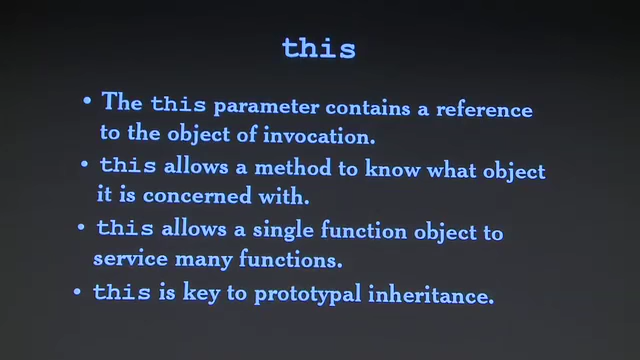 this
• The this parameter contains a reference
to the object of invocation.
• this allows a method to know what object
it is concerned with.
• this allows a single function object to
service many functions.
• this is key to prototypal inheritance.